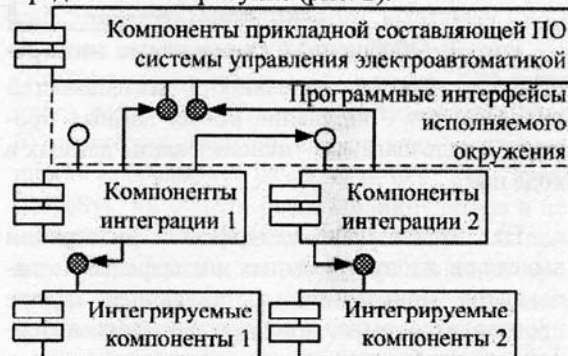 Компоненты прикладной составляющей ПО
системы управления электроавтоматикой
Программные интерфейсы
исполняемого
окружения
Компоненты
интеграции 1
Компоненты
интеграции 2
Интегрируемые
компоненты 1
Интегрируемые
компоненты 2